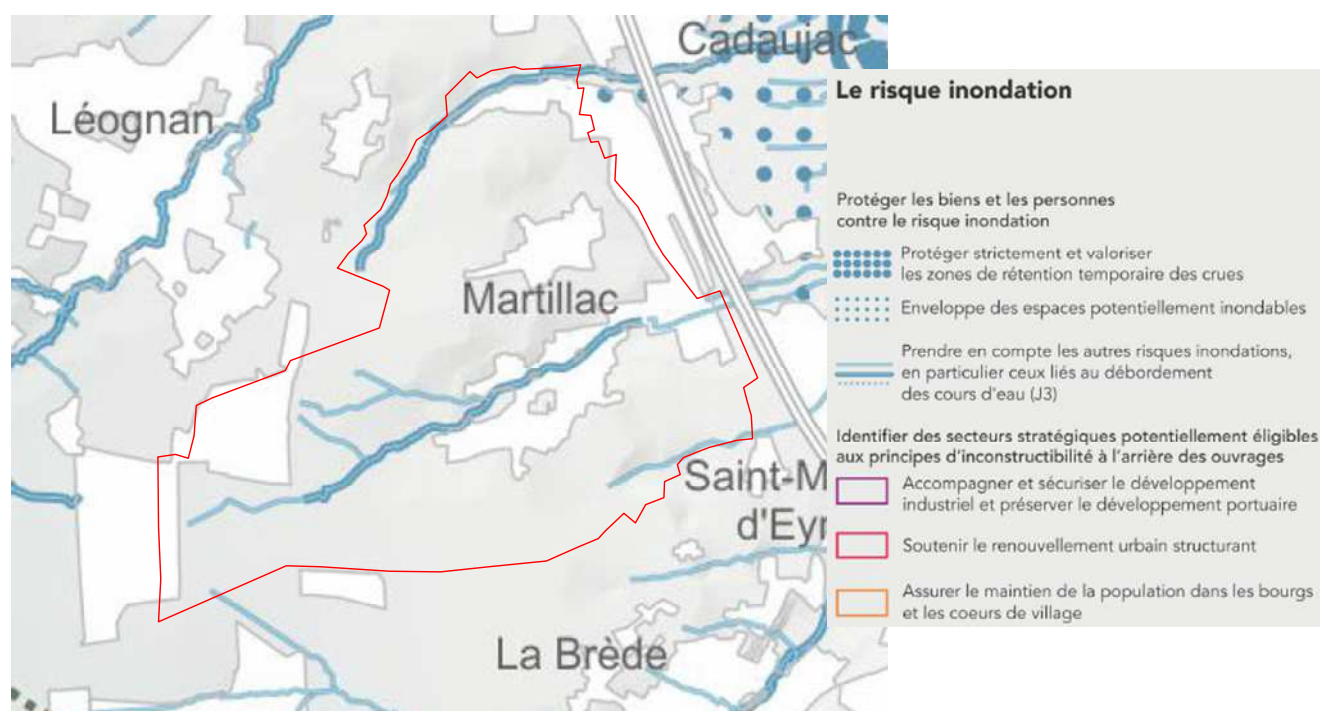 Cadaujac
Léognan
Martillac
Saint-M
d'Eyr
La Brède
Le risque inondation
Protéger les biens et les personnes
contre le risque inondation
Protéger strictement et valoriser
les zones de rétention temporaire des crues
Enveloppe des espaces potentiellement inondables
Prendre en compte les autres risques inondations,
en particulier ceux liés au débordement
des cours d'eau (J3)
Identifier des secteurs stratégiques potentiellement éligibles
aux principes d'inconstructibilité à l'arrière des ouvrages
Accompagner et sécuriser le développement
industriel et préserver le développement portuaire
Soutenir le renouvellement urbain structurant
Assurer le maintien de la population dans les bourgs
et les coeurs de village